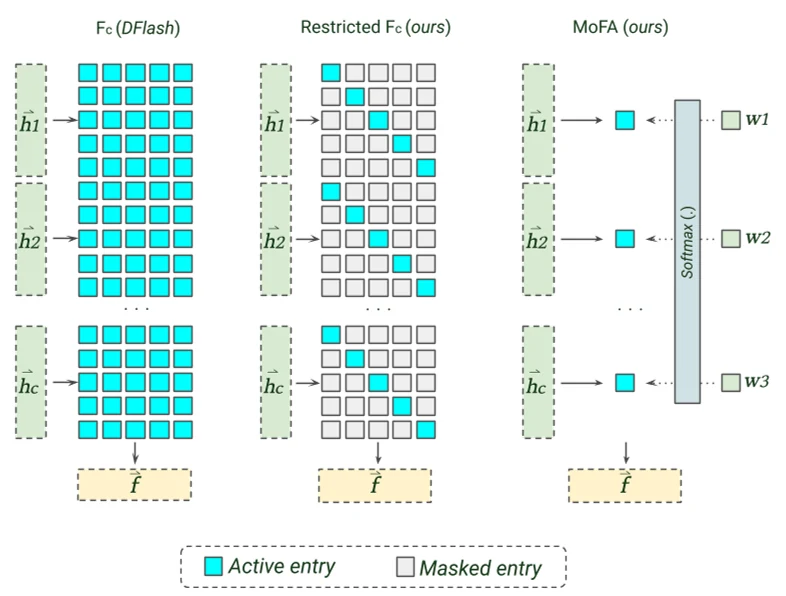 Fc (DFlash)
Restricted Fc (ours)
MoFA (ours)
h1
h1
h1
w1
h2
h2
h2
w2
Softmax (.)
. . .
. . .
. . .
hc
hc
hc
w3
f
f
f
Active entry
Masked entry